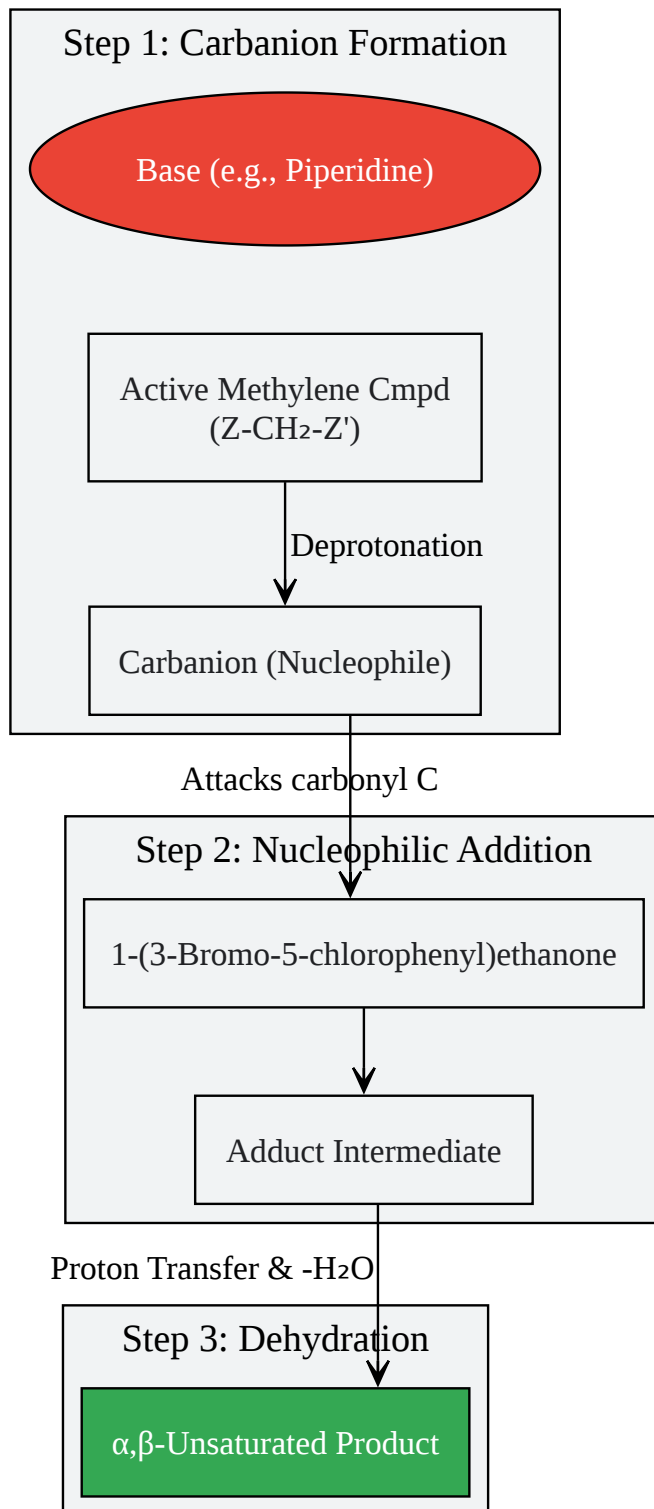 Step 1: Carbanion Formation
Base (e.g., Piperidine)
Active Methylene Cmpd
(Z-CH₂-Z')
Deprotonation
Carbanion (Nucleophile)
Attacks carbonyl C
Step 2: Nucleophilic Addition
1-(3-Bromo-5-chlorophenyl)ethanone
Adduct Intermediate
Proton Transfer & -H₂O
Step 3: Dehydration
α,β-Unsaturated Product